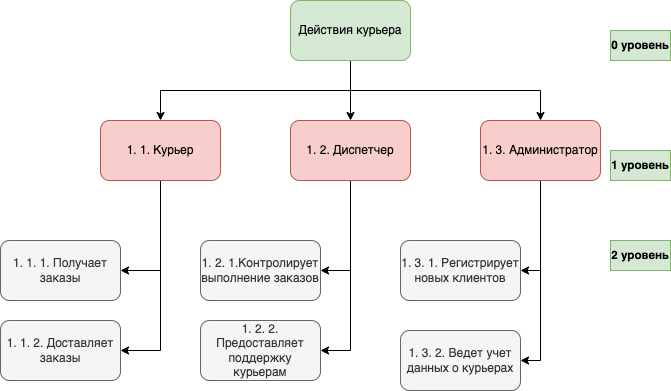 Действия курьера
0 уровень
1. 1. Курьер
1. 2. Диспетчер
1. 3. Администратор
1 уровень
1. 1. 1. Получает
заказы
1. 2. 1.Контролирует
выполнение заказов
1. 3. 1. Регистрирует
новых клиентов
2 уровень
1. 1. 2. Доставляет
заказы
1. 2. 2.
Предоставляет
поддержку
курьерам
1. 3. 2. Ведет учет
данных о курьерах